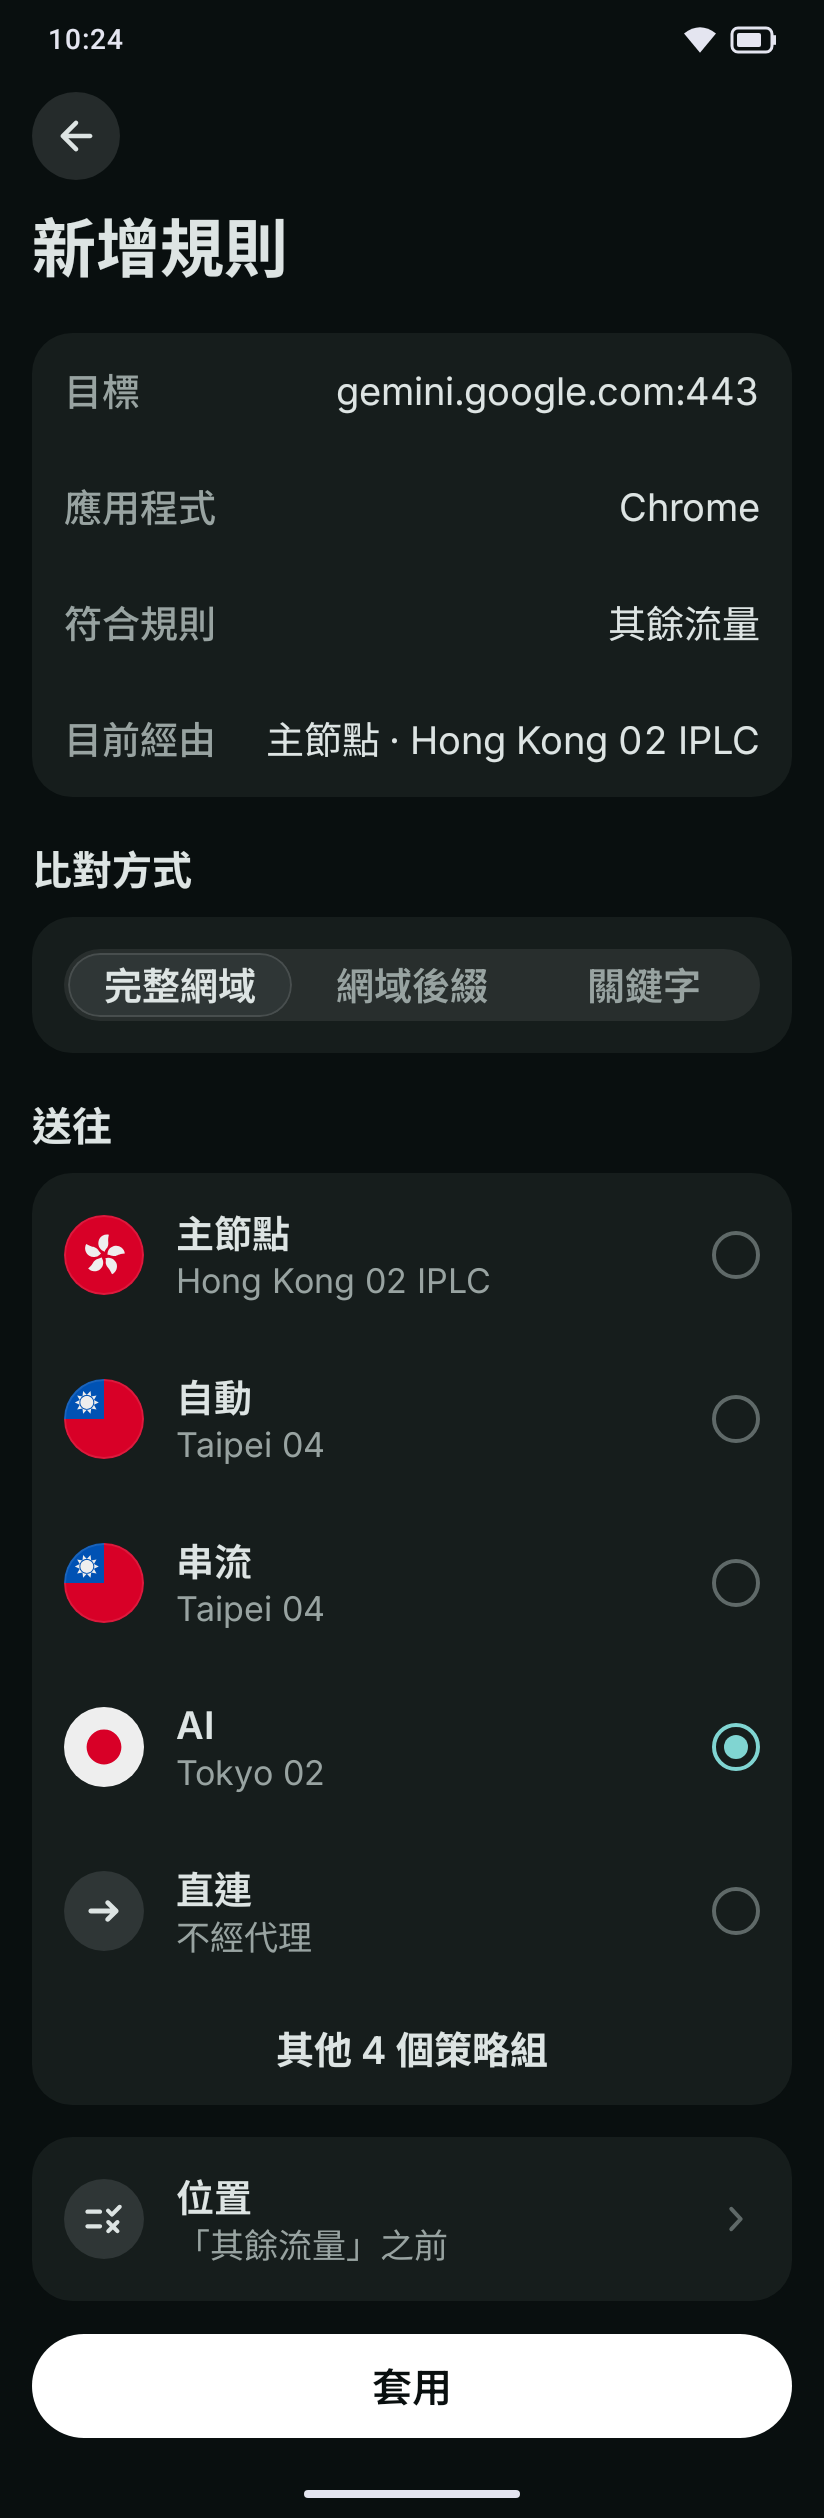 10:24
新增規則
目標 gemini.google.com:443
應用程式 Chrome
符合規則 其餘流量
目前經由 主節點 · Hong Kong 02 IPLC
比對方式
完整網域 網域後綴 關鍵字
送往
主節點
Hong Kong 02 IPLC
自動
Taipei 04
串流
Taipei 04
AI
Tokyo 02
直連
不經代理
其他 4 個策略組
位置
「其餘流量」之前
套用